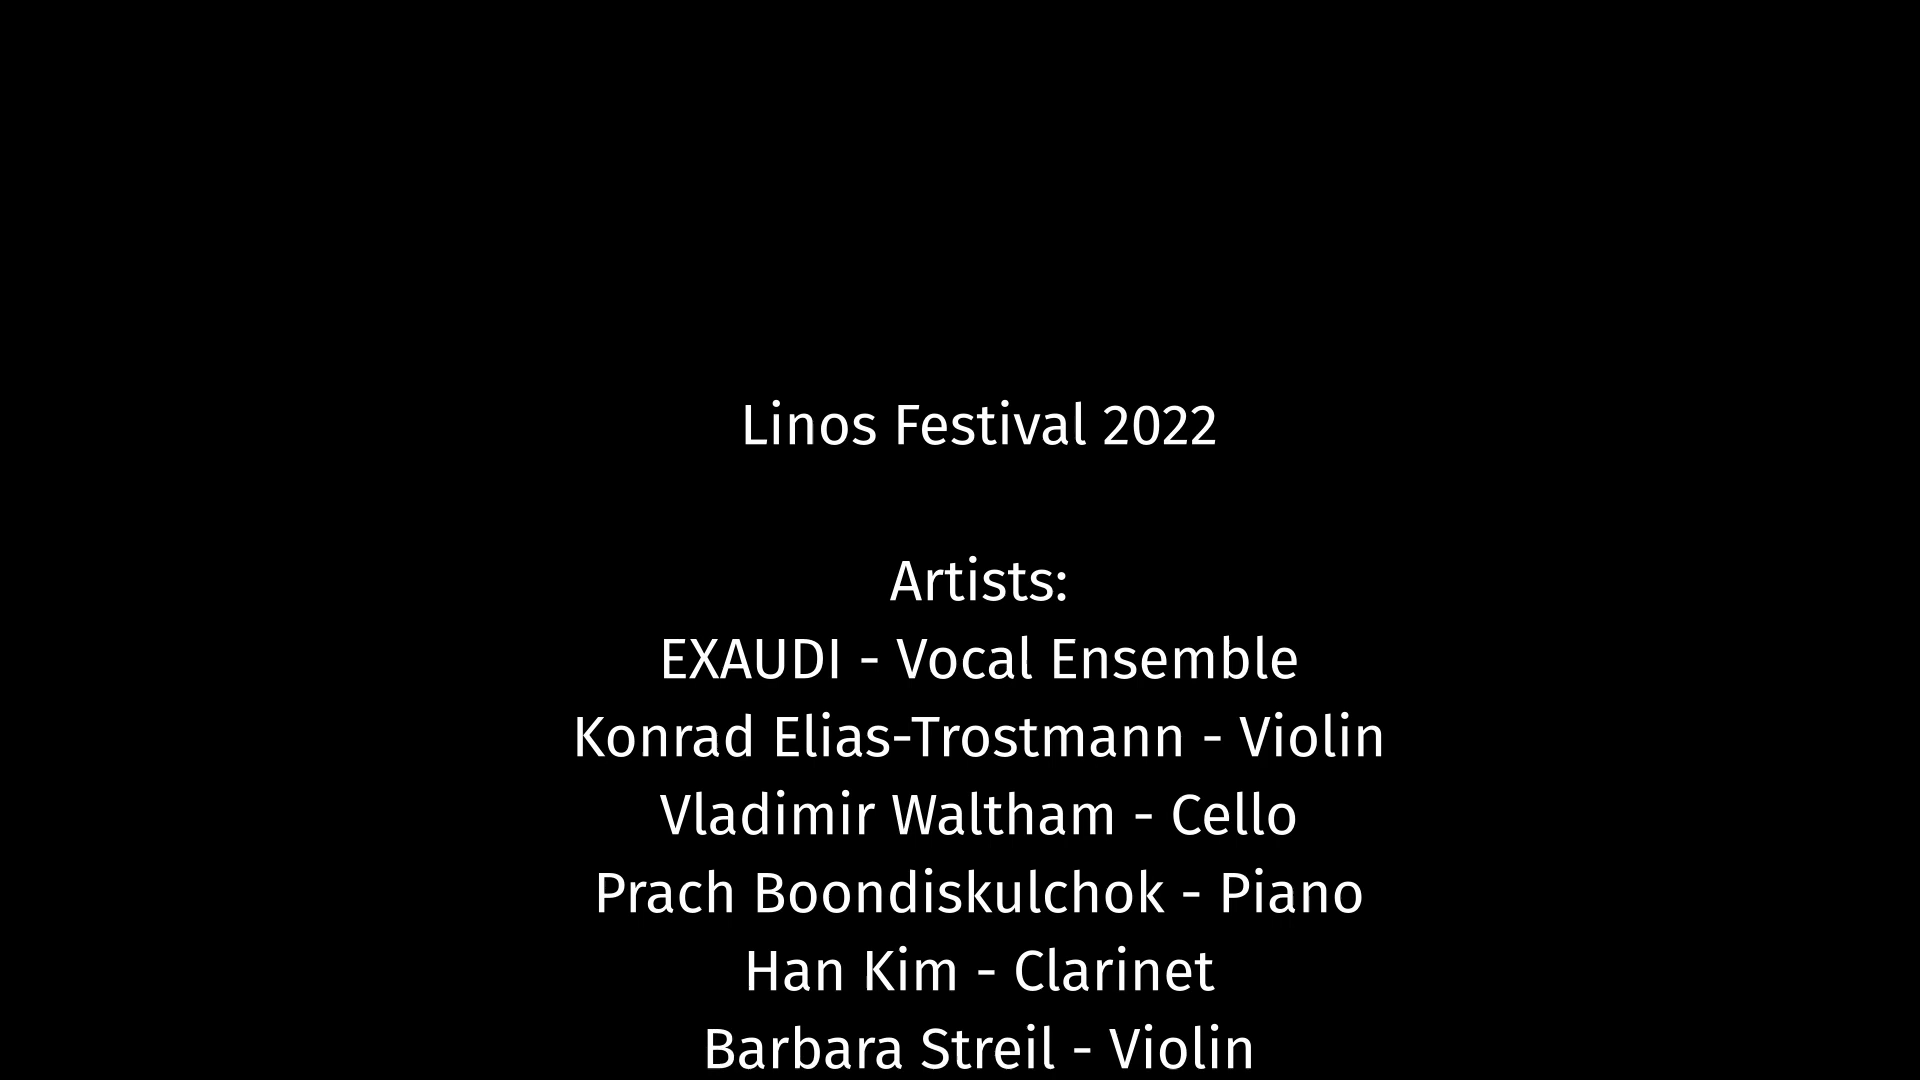 Linos Festival 2022
Artists:
EXAUDI - Vocal Ensemble
Konrad Elias-Trostmann - Violin
Vladimir Waltham - Cello
Prach Boondiskulchok - Piano
Han Kim - Clarinet
Barbara Streil - Violin